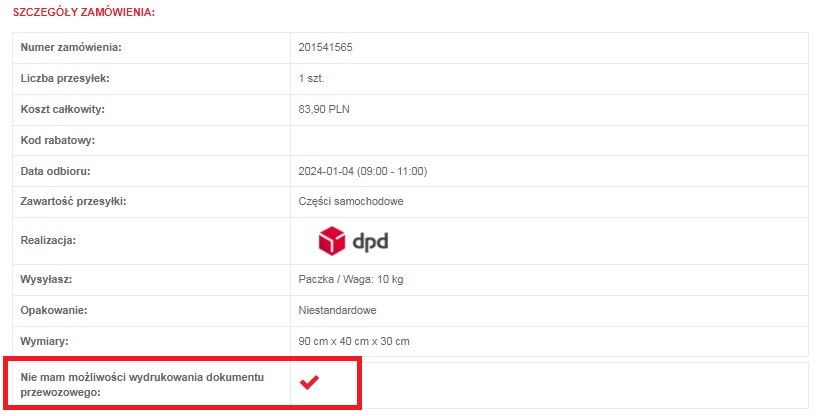 SZCZEGÓŁY ZAMÓWIENIA:
Numer zamówienia: 201541565
Liczba przesyłek: 1 szt.
Koszt całkowity: 83,90 PLN
Kod rabatowy:
Data odbioru: 2024-01-04 (09:00 - 11:00)
Zawartość przesyłki: Części samochodowe
Realizacja: dpd
Wysyłasz: Paczka / Waga: 10 kg
Opakowanie: Niestandardowe
Wymiary: 90 cm x 40 cm x 30 cm
Nie mam możliwości wydrukowania dokumentu
przewozowego: